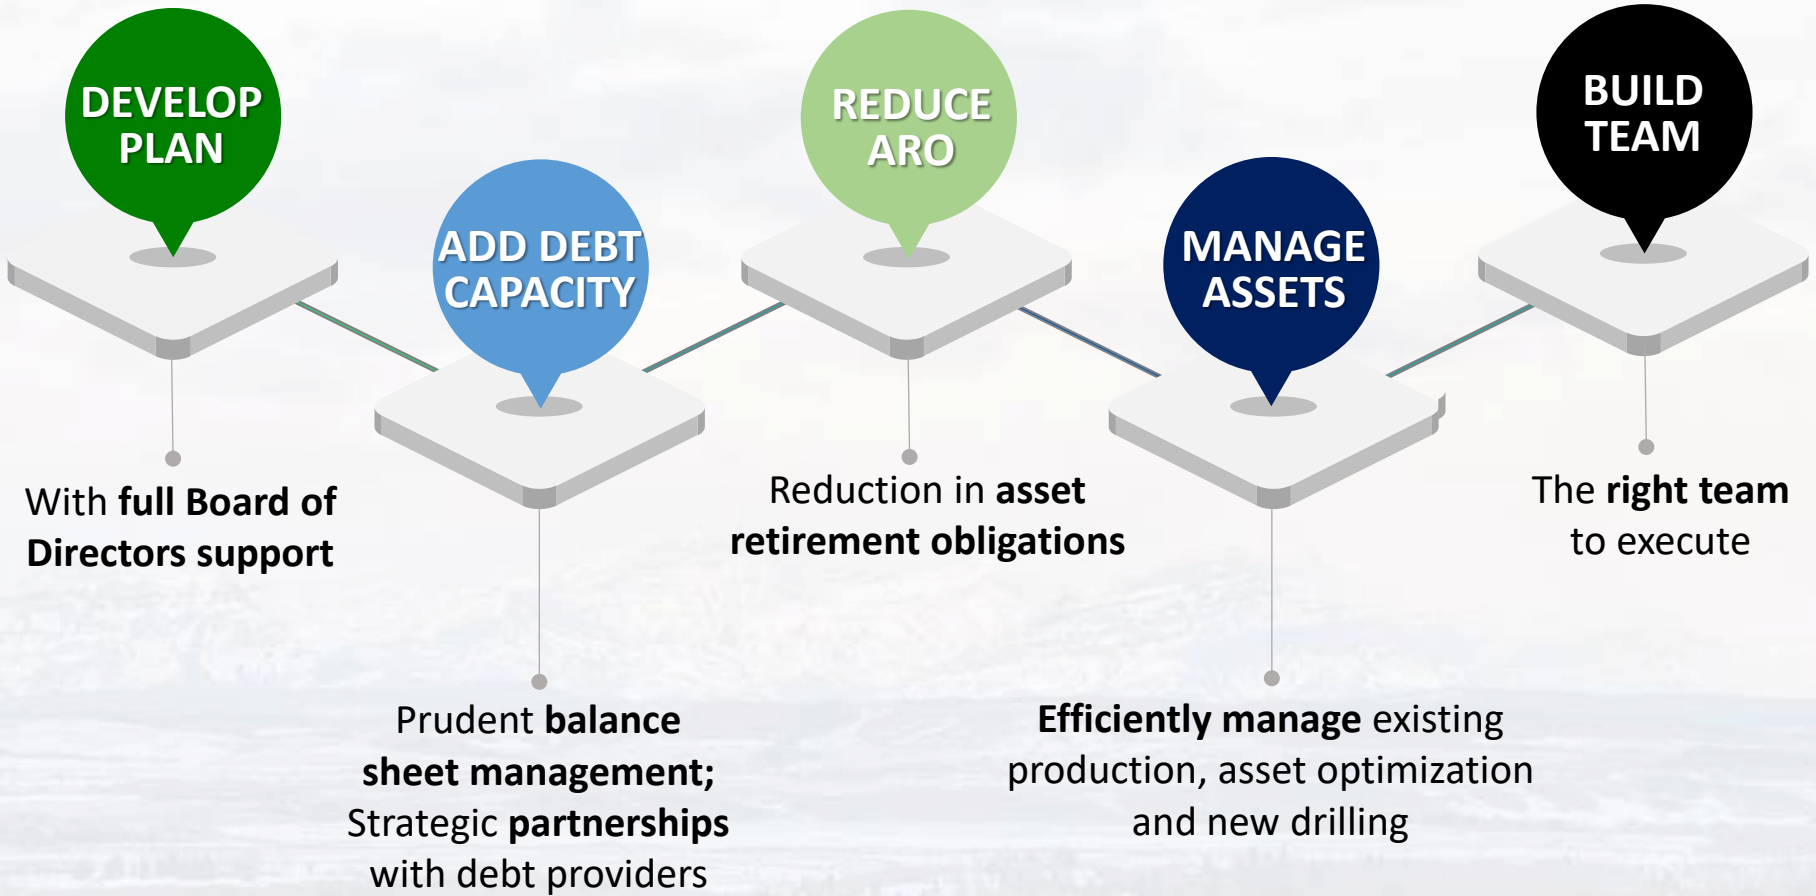 DEVELOP
PLAN
With full Board of
Directors support
ADD DEBT
CAPACITY
Prudent balance
sheet management;
Strategic partnerships
with debt providers
REDUCE
ARO
Reduction in asset
retirement obligations
MANAGE
ASSETS
Efficiently manage existing
production, asset optimization
and new drilling
BUILD
TEAM
The right team
to execute